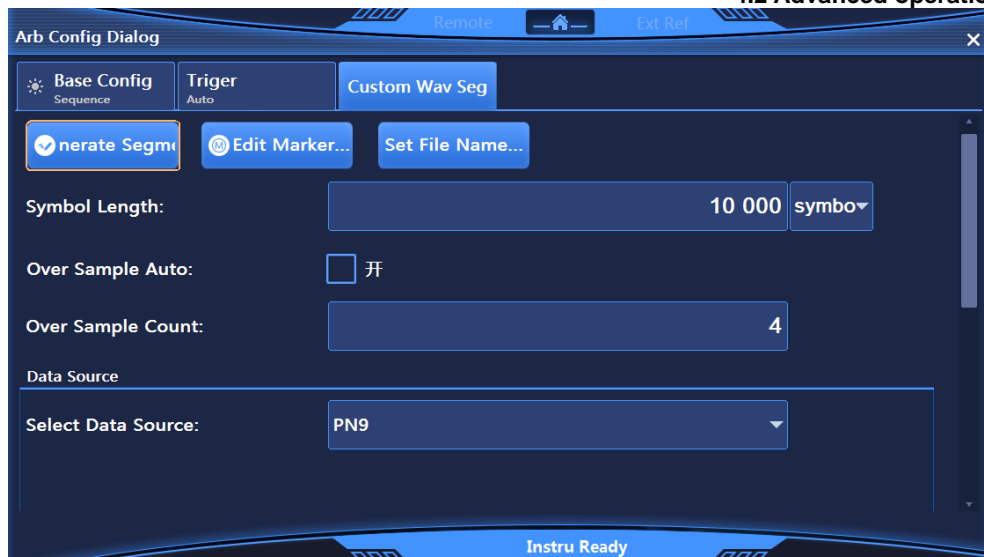 Remote Ext Ref
Arb Config Dialog
Base Config
Sequence
Triger
Auto
Custom Wav Seg
nerate Segm
Edit Marker...
Set File Name...
Symbol Length:
10 000 symbo
Over Sample Auto:
开
Over Sample Count:
4
Data Source
Select Data Source:
PN9
Instru Ready